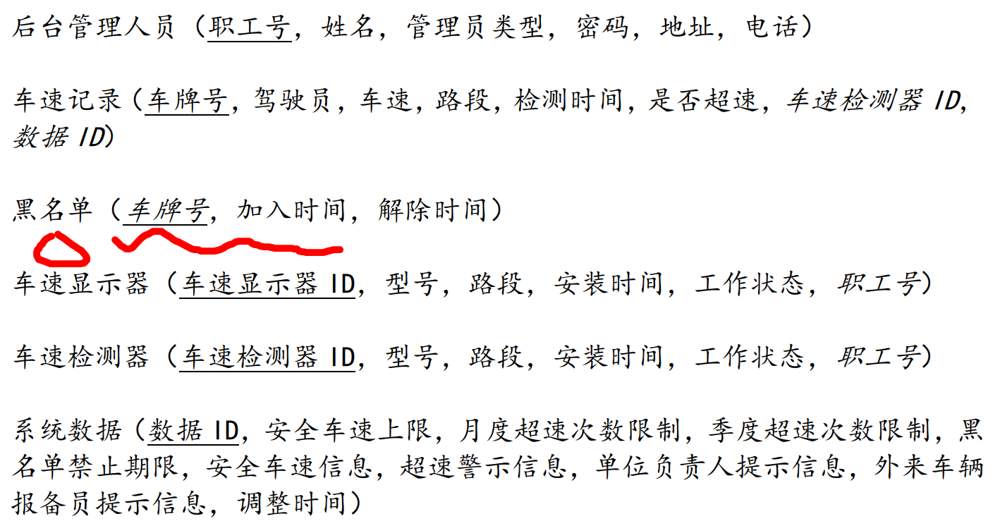 后台管理人员（职工号，姓名，管理员类型，密码，地址，电话）
车速记录（车牌号，驾驶员，车速，路段，检测时间，是否超速，车速检测器 ID，
数据 ID）
黑名单（车牌号，加入时间，解除时间）
车速显示器（车速显示器 ID，型号，路段，安装时间，工作状态，职工号）
车速检测器（车速检测器 ID，型号，路段，安装时间，工作状态，职工号）
系统数据（数据 ID，安全车速上限，月度超速次数限制，季度超速次数限制，黑
名单禁止期限，安全车速信息，超速警示信息，单位负责人提示信息，外来车辆
报备员提示信息，调整时间）